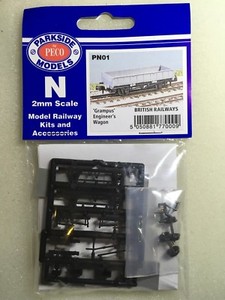 PARKSIDE
by PECO
MODELS
N
2mm Scale
Model Railway
Kits and
Accessories
PN01
'Grampus'
Engineer's
Wagon
BRITISH RAILWAYS
5 050881 770009